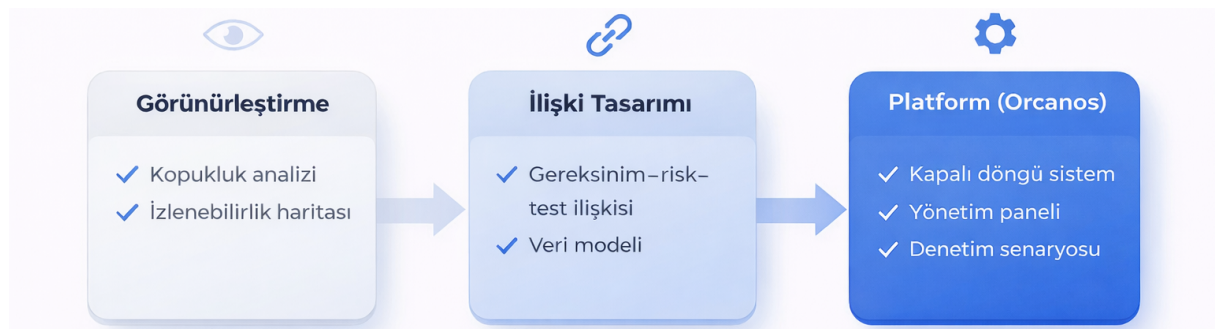 Görünürleştirme
Kopukluk analizi
İzlenebilirlik haritası
İlişki Tasarımı
Gereksinim–risk–
test ilişkisi
Veri modeli
Platform (Orcanos)
Kapalı döngü sistem
Yönetim paneli
Denetim senaryosu